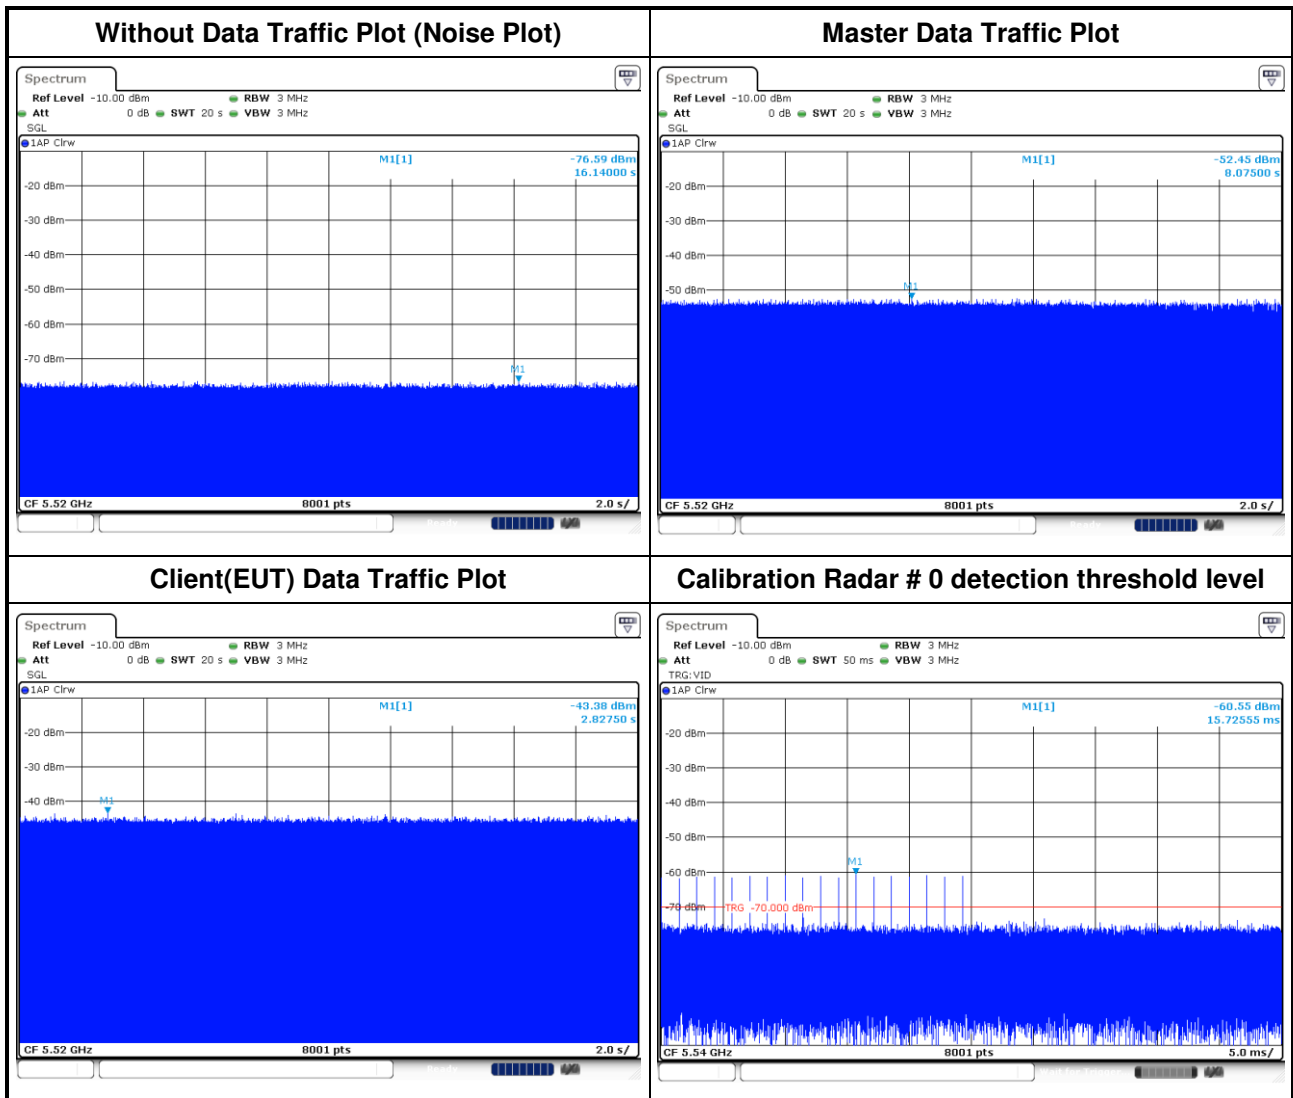 Without Data Traffic Plot (Noise Plot)
Spectrum
Ref Level -10.00 dBm RBW 3 MHz
Att 0 dB SWT 20 s VBW 3 MHz
SGL
1AP Clrw
M1[1] -76.59 dBm
16.14000 s
-20 dBm
-30 dBm
-40 dBm
-50 dBm
-60 dBm
-70 dBm
M1
CF 5.52 GHz 8001 pts 2.0 s/
Master Data Traffic Plot
Spectrum
Ref Level -10.00 dBm RBW 3 MHz
Att 0 dB SWT 20 s VBW 3 MHz
SGL
1AP Clrw
M1[1] -52.45 dBm
8.07500 s
-20 dBm
-30 dBm
-40 dBm
-50 dBm
M1
CF 5.52 GHz 8001 pts 2.0 s/
Client(EUT) Data Traffic Plot
Spectrum
Ref Level -10.00 dBm RBW 3 MHz
Att 0 dB SWT 20 s VBW 3 MHz
SGL
1AP Clrw
M1[1] -43.38 dBm
2.82750 s
-20 dBm
-30 dBm
-40 dBm
M1
CF 5.52 GHz 8001 pts 2.0 s/
Calibration Radar # 0 detection threshold level
Spectrum
Ref Level -10.00 dBm RBW 3 MHz
Att 0 dB SWT 50 ms VBW 3 MHz
TRG:VID
1AP Clrw
M1[1] -60.55 dBm
15.72555 ms
-20 dBm
-30 dBm
-40 dBm
-50 dBm
M1
-60 dBm
-70 dBm TRG -70.000 dBm
CF 5.54 GHz 8001 pts 5.0 ms/